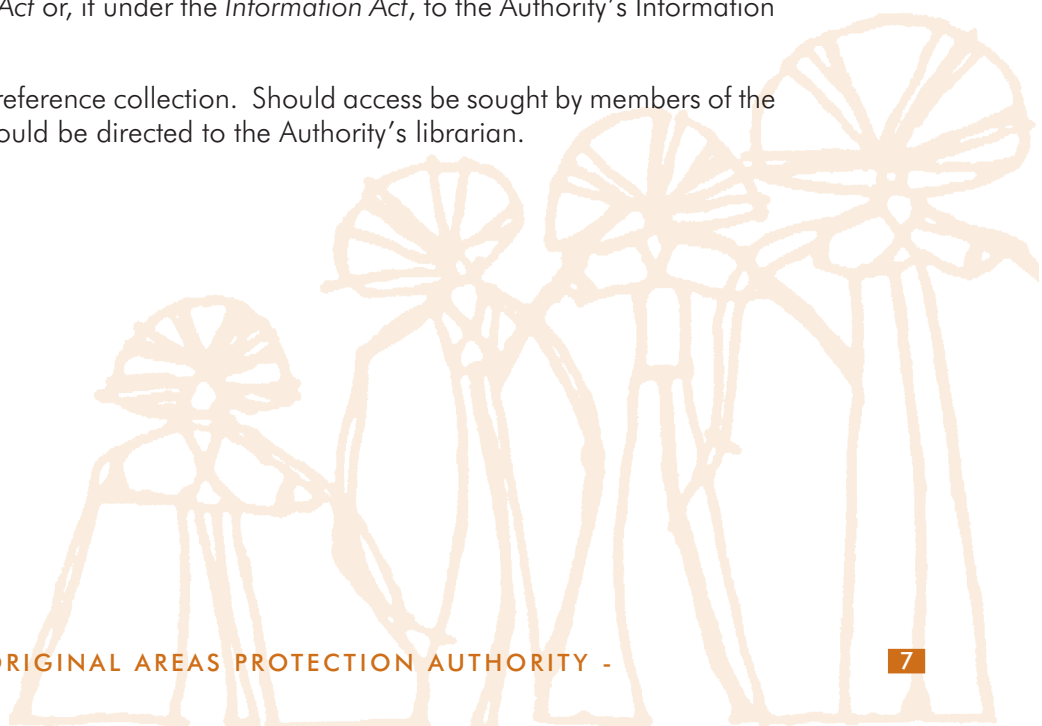 Act or, if under the Information Act, to the Authority's Information
reference collection.  Should access be sought by members of the
ould be directed to the Authority's librarian.
ORIGINAL AREAS PROTECTION AUTHORITY -
7